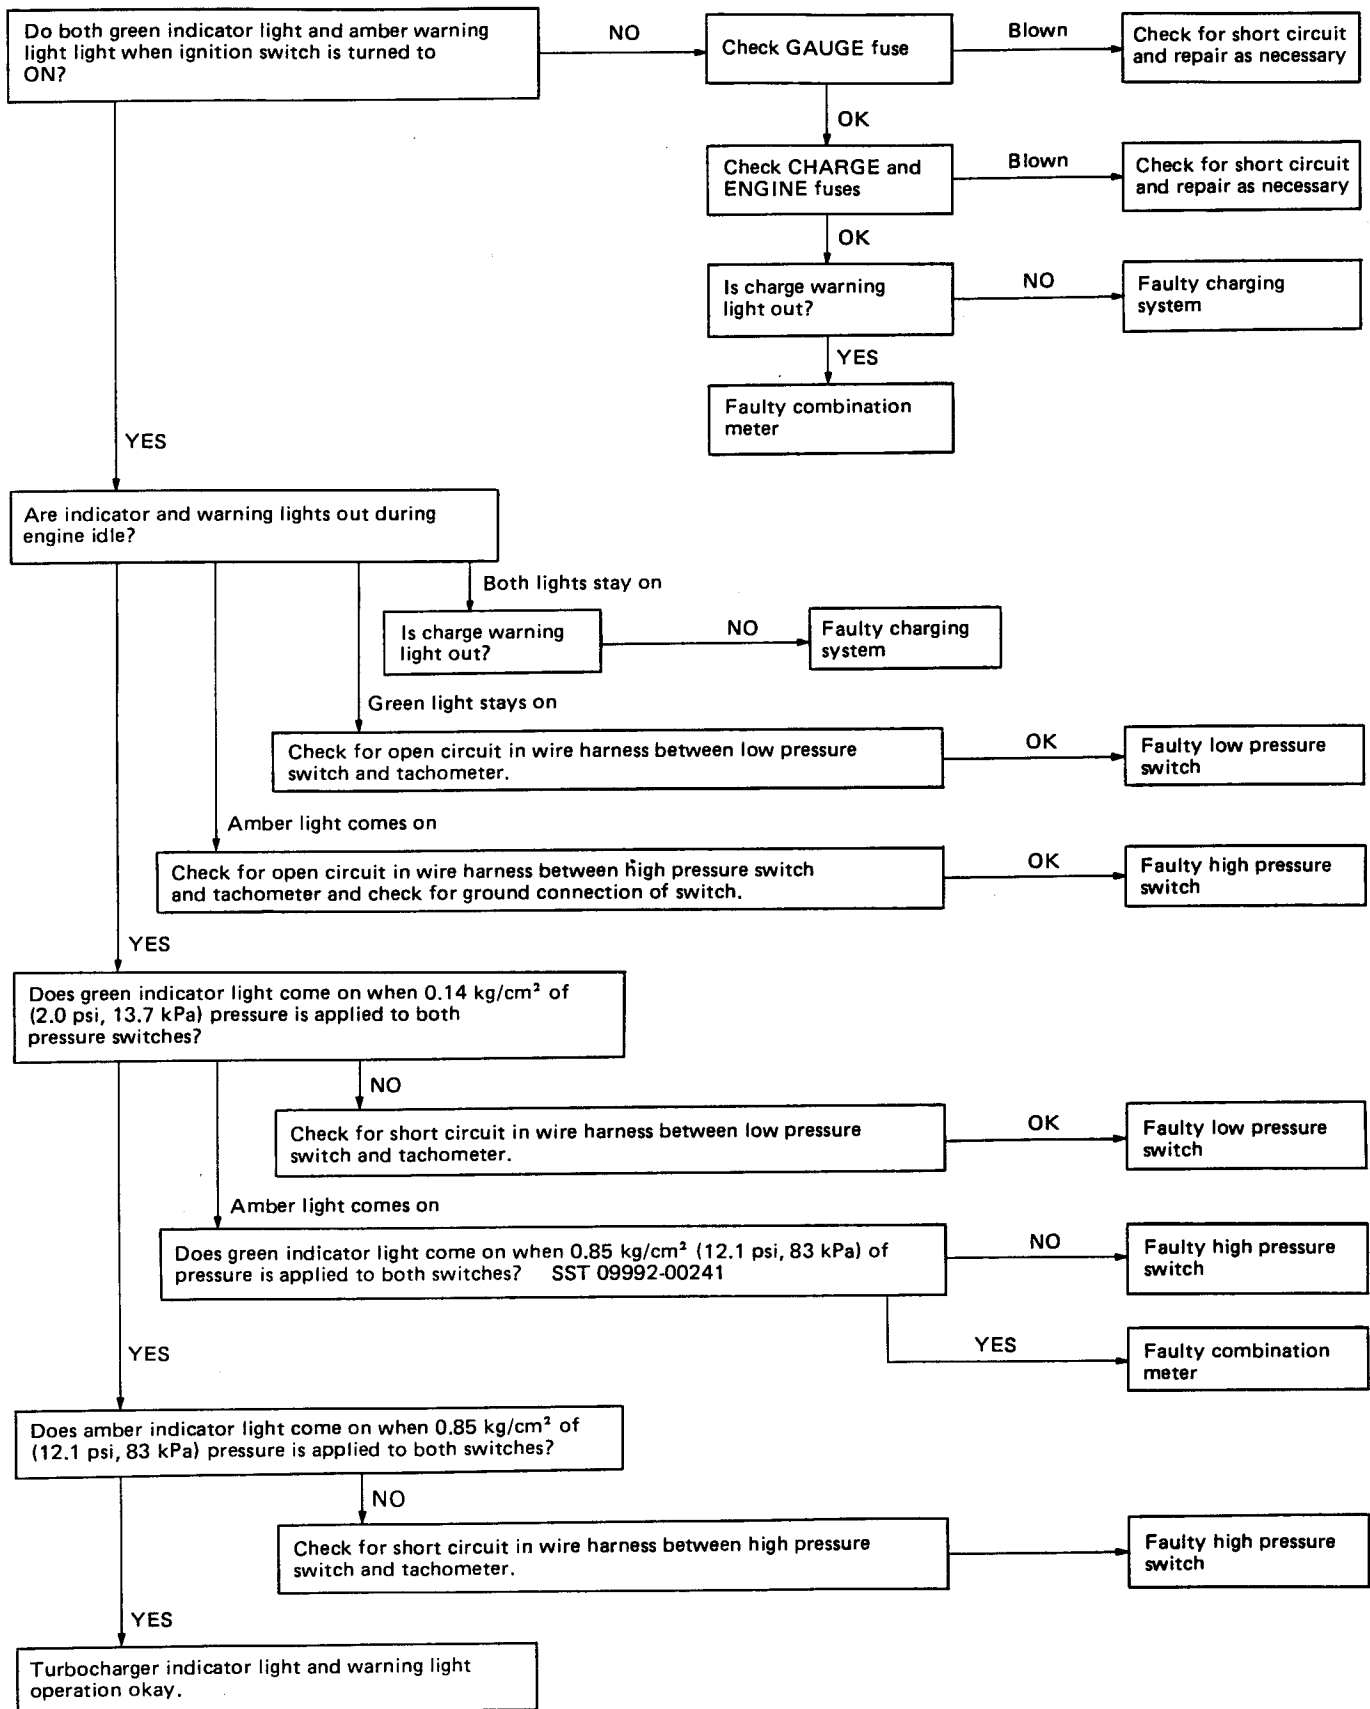 Do both green indicator light and amber warning
light light when ignition switch is turned to
ON?
NO
Check GAUGE fuse
Blown
Check for short circuit
and repair as necessary
OK
Check CHARGE and
ENGINE fuses
Blown
Check for short circuit
and repair as necessary
OK
Is charge warning
light out?
NO
Faulty charging
system
YES
Faulty combination
meter
YES
Are indicator and warning lights out during
engine idle?
Both lights stay on
Is charge warning
light out?
NO
Faulty charging
system
Green light stays on
Check for open circuit in wire harness between low pressure
switch and tachometer.
OK
Faulty low pressure
switch
Amber light comes on
Check for open circuit in wire harness between high pressure switch
and tachometer and check for ground connection of switch.
OK
Faulty high pressure
switch
YES
Does green indicator light come on when 0.14 kg/cm² of
(2.0 psi, 13.7 kPa) pressure is applied to both
pressure switches?
NO
Check for short circuit in wire harness between low pressure
switch and tachometer.
OK
Faulty low pressure
switch
Amber light comes on
Does green indicator light come on when 0.85 kg/cm² (12.1 psi, 83 kPa) of
pressure is applied to both switches? SST 09992-00241
NO
Faulty high pressure
switch
YES
Faulty combination
meter
YES
Does amber indicator light come on when 0.85 kg/cm² of
(12.1 psi, 83 kPa) pressure is applied to both switches?
NO
Check for short circuit in wire harness between high pressure
switch and tachometer.
Faulty high pressure
switch
YES
Turbocharger indicator light and warning light
operation okay.